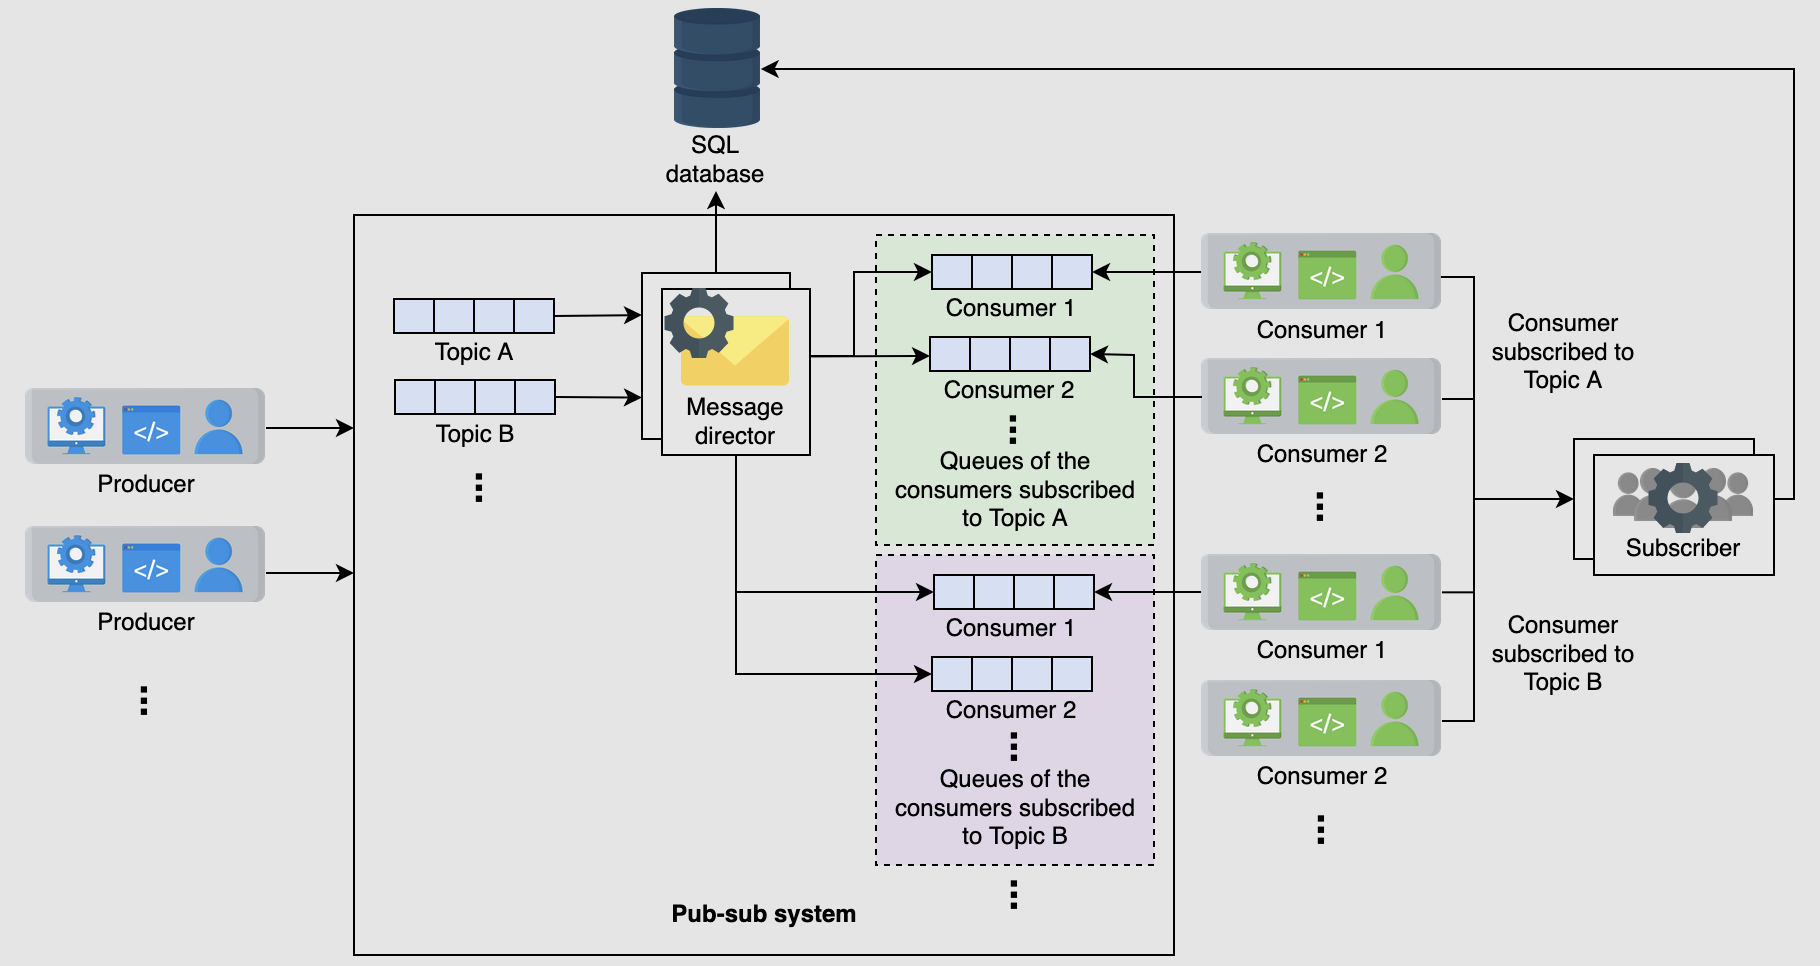 SQL
database
Topic A
Topic B
Message
director
Consumer 1
Consumer 2
Queues of the
consumers subscribed
to Topic A
Consumer 1
Consumer 2
Queues of the
consumers subscribed
to Topic B
Pub-sub system
Producer
</>
Producer
</>
</>
Consumer 1
</>
Consumer 2
</>
Consumer 1
</>
Consumer 2
Consumer
subscribed to
Topic A
Consumer
subscribed to
Topic B
Subscriber